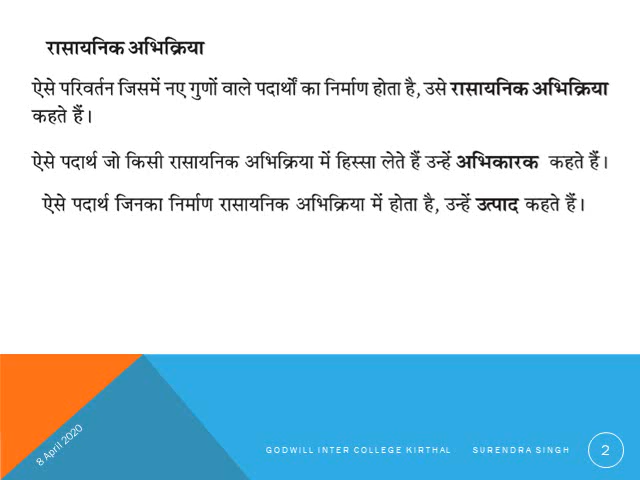 रासायनिक अभिक्रिया
ऐसे परिवर्तन जिसमें नए गुणों वाले पदार्थों का निर्माण होता है, उसे रासायनिक अभिक्रिया
कहते हैं।
ऐसे पदार्थ जो किसी रासायनिक अभिक्रिया में हिस्सा लेते हैं उन्हें अभिकारक कहते हैं।
ऐसे पदार्थ जिनका निर्माण रासायनिक अभिक्रिया में होता है, उन्हें उत्पाद कहते हैं।
8 April 2020
GODWILL INTER COLLEGE KIRTHAL SURENDRA SINGH
2